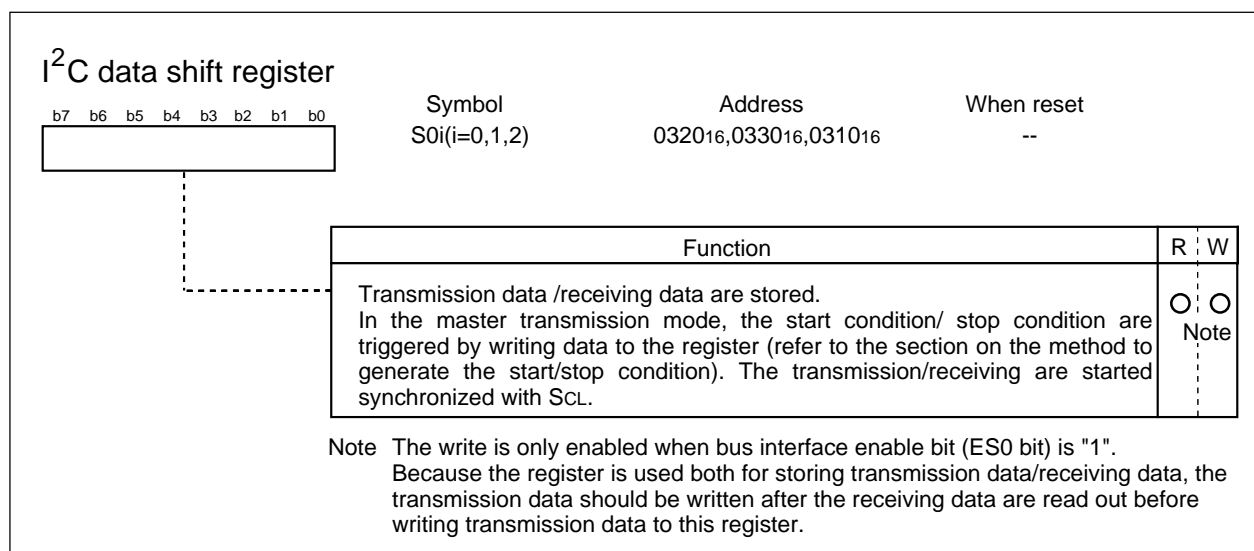 I2C data shift register
b7 b6 b5 b4 b3 b2 b1 b0
Symbol Address When reset
S0i(i=0,1,2) 032016,033016,031016 --
Function R W
Transmission data /receiving data are stored.
In the master transmission mode, the start condition/ stop condition are
triggered by writing data to the register (refer to the section on the method to
generate the start/stop condition). The transmission/receiving are started
synchronized with SCL.
Note
Note The write is only enabled when bus interface enable bit (ES0 bit) is "1".
Because the register is used both for storing transmission data/receiving data, the
transmission data should be written after the receiving data are read out before
writing transmission data to this register.